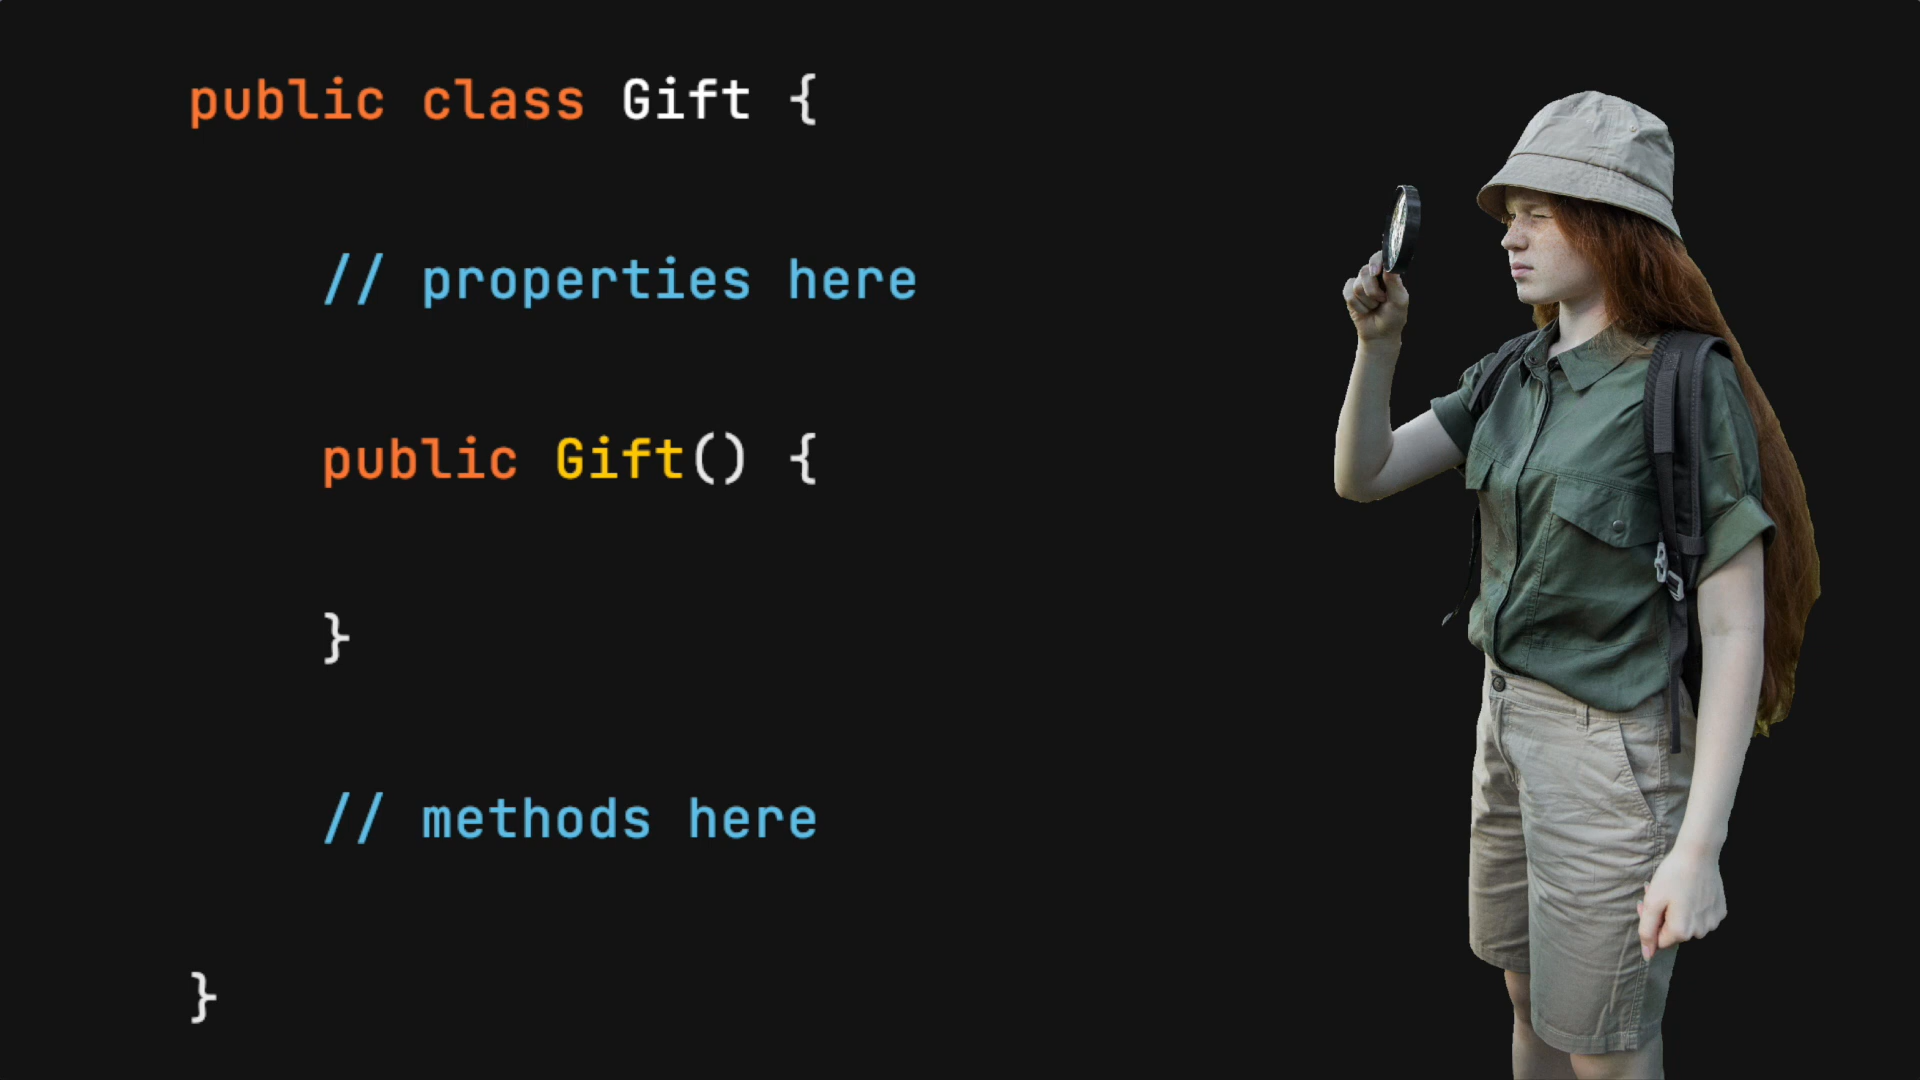 public class Gift {
// properties here
public Gift() {
}
// methods here
}